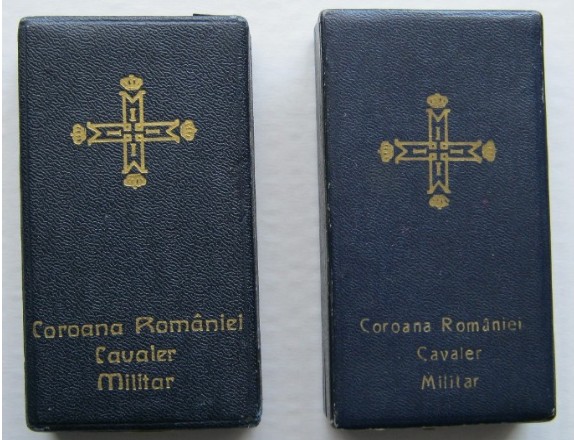 Coroana României
Cavaler
Militar
Coroana României
Cavaler
Militar